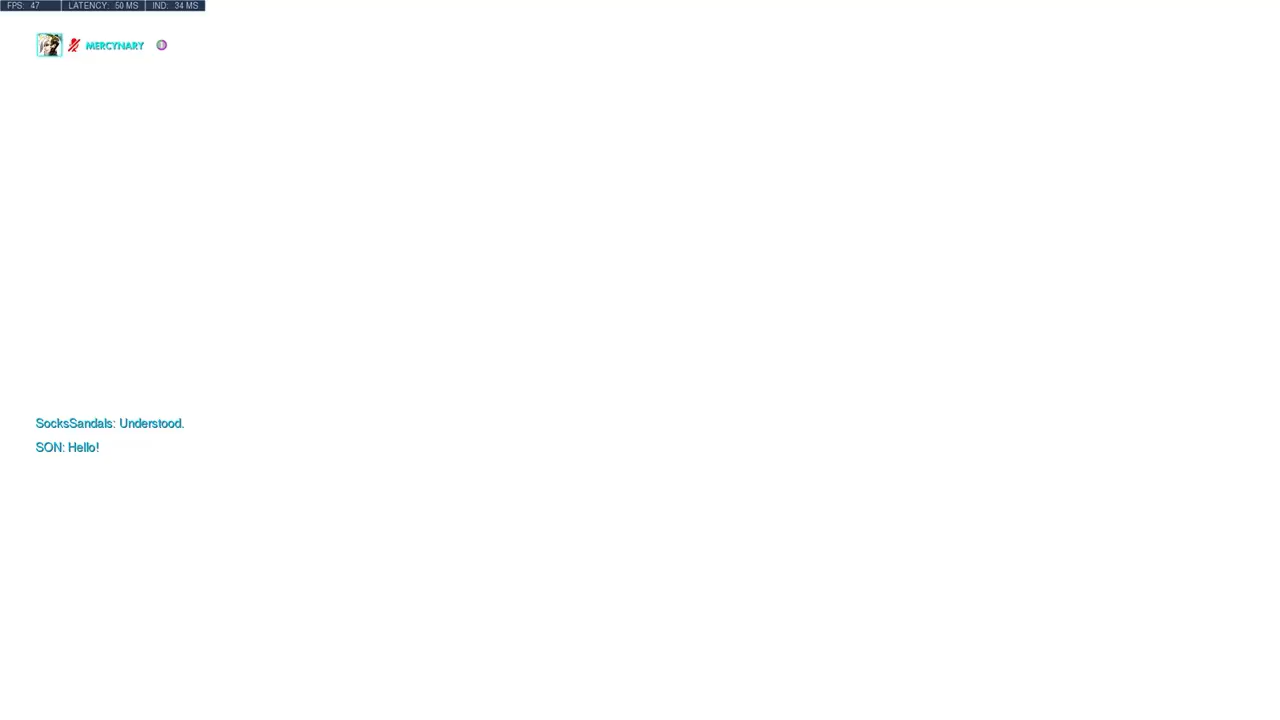 FPS: 47 LATENCY: 50 MS IND: 34 MS
MERCYNARY
SocksSandals: Understood.
SON: Hello!